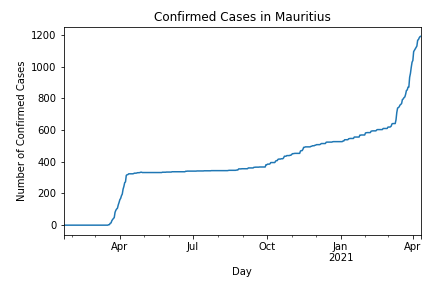 Confirmed Cases in Mauritius
Number of Confirmed Cases
1200
1000
800
600
400
200
0
Apr
Jul
Oct
Jan
2021
Apr
Day